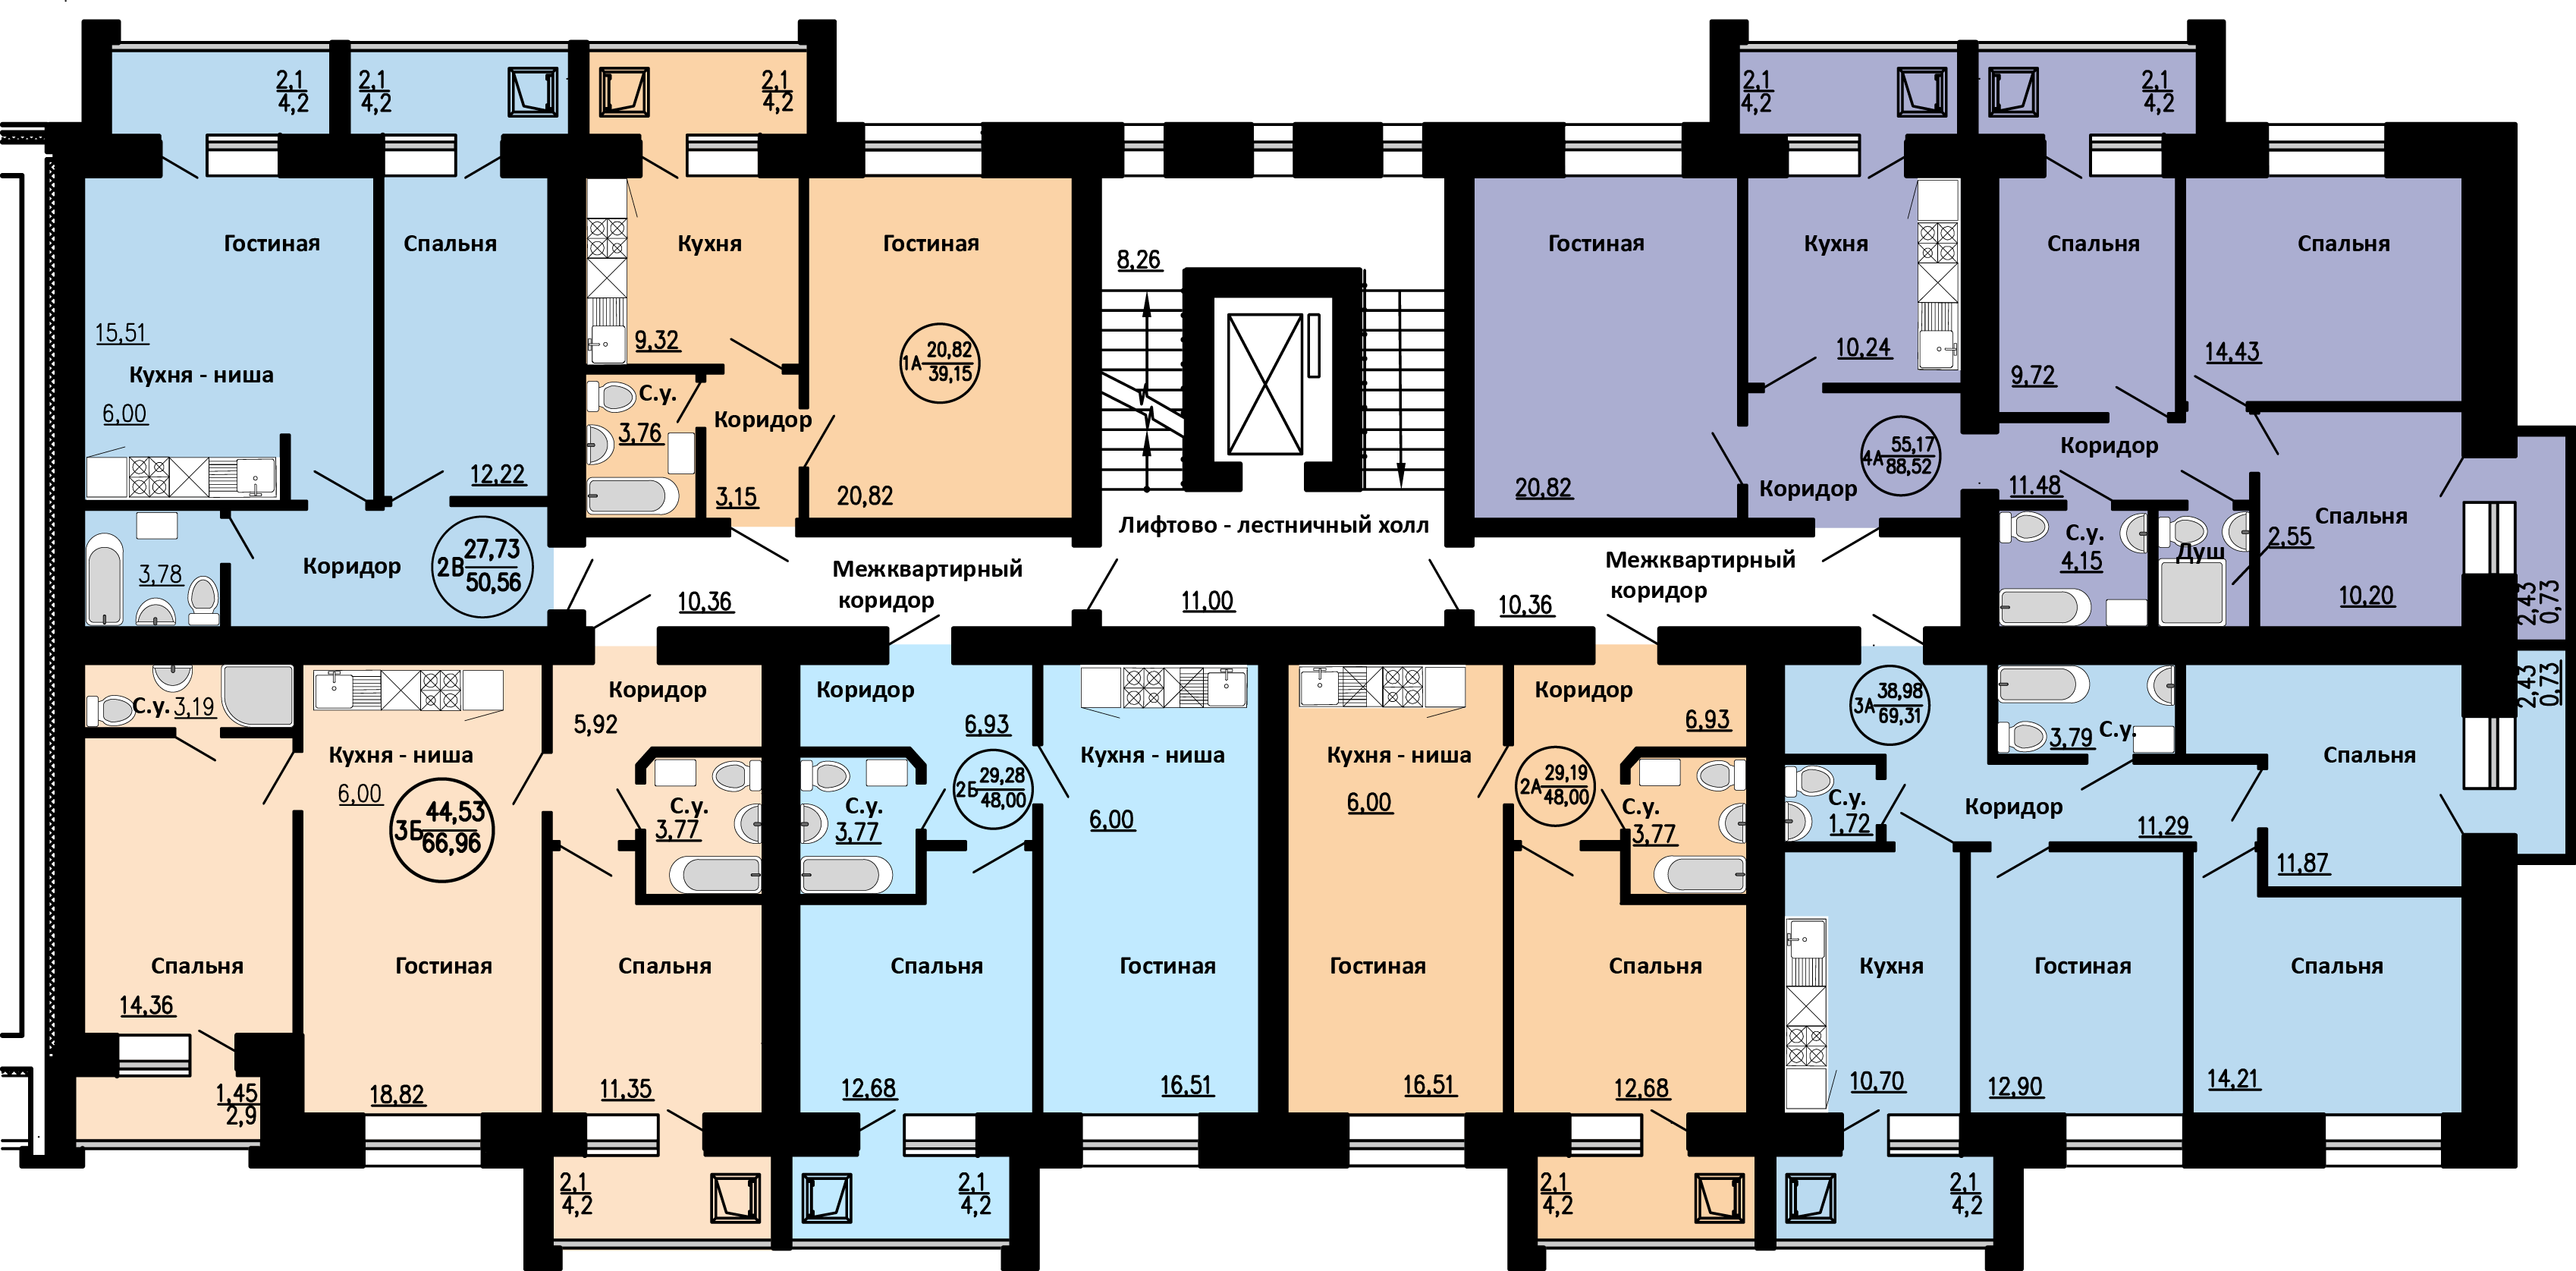 2,1
4,2
2,1
4,2
2,1
4,2
2,1
4,2
2,1
4,2
Гостиная
Спальня
Кухня
Гостиная
Гостиная
Кухня
Спальня
Спальня
8,26
15,51
Кухня - ниша
6,00
12,22
9,32
1А 20,82
39,15
С.у.
3,76
Коридор
3,15
20,82
20,82
10,24
9,72
14,43
4А 55,17
88,52
Коридор
Коридор
11.48
Лифтово - лестничный холл
3,78
Коридор
2В 27,73
50,56
Межквартирный
коридор
10,36
11,00
Межквартирный
коридор
10,36
С.у.
4,15
Душ
2,55
Спальня
10,20
2,43
0,73
2,43
0,73
С.у. 3,19
Кухня - ниша
6,00
3Б 44,53
66,96
Коридор
5,92
С.у.
3,77
Коридор
6,93
С.у.
3,77
2Б 29,28
48,00
Кухня - ниша
6,00
Кухня - ниша
6,00
Коридор
6,93
2А 29,19
48,00
С.у.
3,77
3А 38,98
69,31
3,79 С.у.
С.у.
1,72
Коридор
11,29
Спальня
11,87
Спальня
14,36
Гостиная
18,82
Спальня
11,35
Спальня
12,68
Гостиная
16,51
Гостиная
16,51
Спальня
12,68
Кухня
10,70
Гостиная
12,90
Спальня
14,21
1,45
2,9
2,1
4,2
2,1
4,2
2,1
4,2
2,1
4,2